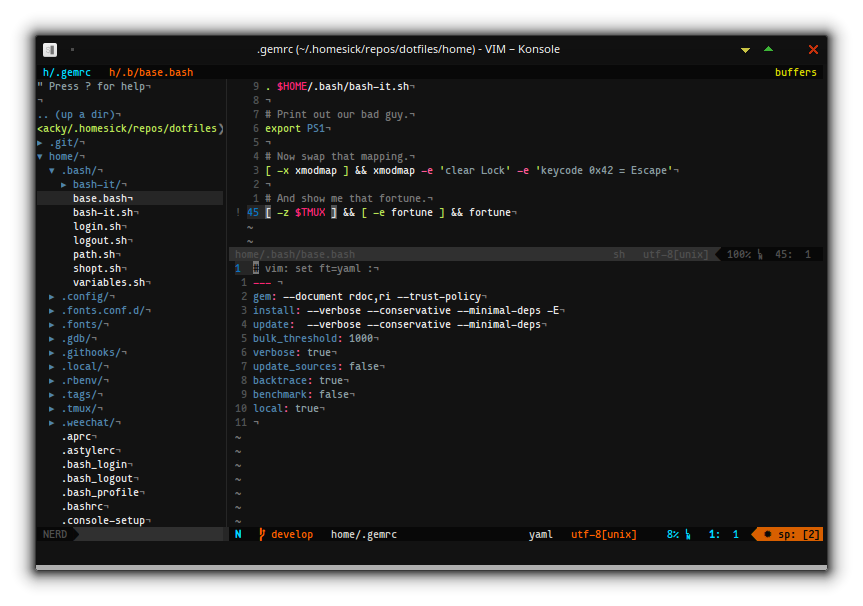 .gemrc (~/.homesick/repos/dotfiles/home) - VIM – Konsole
h/.gemrc h/.b/base.bash buffers
" Press ? for help¬
¬
.. (up a dir)¬
<acky/.homesick/repos/dotfiles)
▸ .git/¬
▾ home/¬
▾ .bash/¬
▸ bash-it/¬
base.bash¬
bash-it.sh¬
login.sh¬
logout.sh¬
path.sh¬
shopt.sh¬
variables.sh¬
▸ .config/¬
▸ .fonts.conf.d/¬
▸ .fonts/¬
▸ .gdb/¬
▸ .githooks/¬
▸ .local/¬
▸ .rbenv/¬
▸ .tags/¬
▸ .tmux/¬
▸ .weechat/¬
.aprc¬
.astylerc¬
.bash_login¬
.bash_logout¬
.bash_profile¬
.bashrc¬
.console-setup¬
NERD
9 . $HOME/.bash/bash-it.sh¬
8 ¬
7 # Print out our bad guy.¬
6 export PS1¬
5 ¬
4 # Now swap that mapping.¬
3 [ -x xmodmap ] && xmodmap -e 'clear Lock' -e 'keycode 0x42 = Escape'¬
2 ¬
1 # And show me that fortune.¬
! 45 [ -z $TMUX ] && [ -e fortune ] && fortune¬
~
~
home/.bash/base.bash sh utf-8[unix] 100% ␤ 45: 1
1 # vim: set ft=yaml :¬
1 --- ¬
2 gem: --document rdoc,ri --trust-policy¬
3 install: --verbose --conservative --minimal-deps -E¬
4 update:  --verbose --conservative --minimal-deps¬
5 bulk_threshold: 1000¬
6 verbose: true¬
7 update_sources: false¬
8 backtrace: true¬
9 benchmark: false¬
10 local: true¬
11 ¬
~
~
~
~
~
~
~
N develop home/.gemrc yaml utf-8[unix] 8% ␤ 1: 1 ✹ sp: [2]